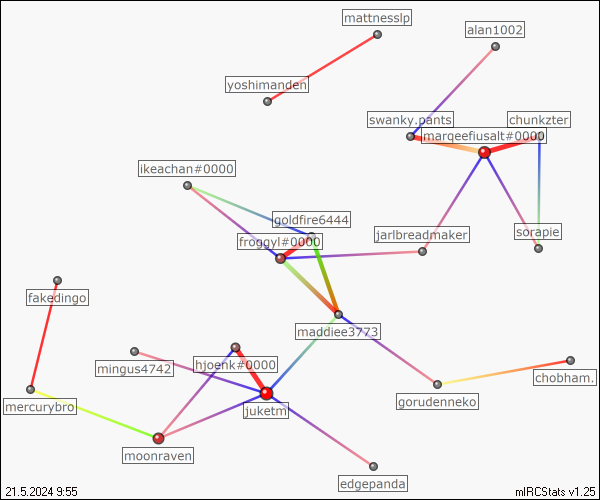 mattnesslp
alan1002
yoshimanden
swanky.pants
chunkzter
marqeefiusalt#0000
ikeachan#0000
goldfire6444
froggyl#0000
jarlbreadmaker
sorapie
fakedingo
maddiee3773
mingus4742
hjoenk#0000
chobham.
mercurybro
juketm
gorudenneko
moonraven
edgepanda
21.5.2024 9:55
mIRCStats v1.25